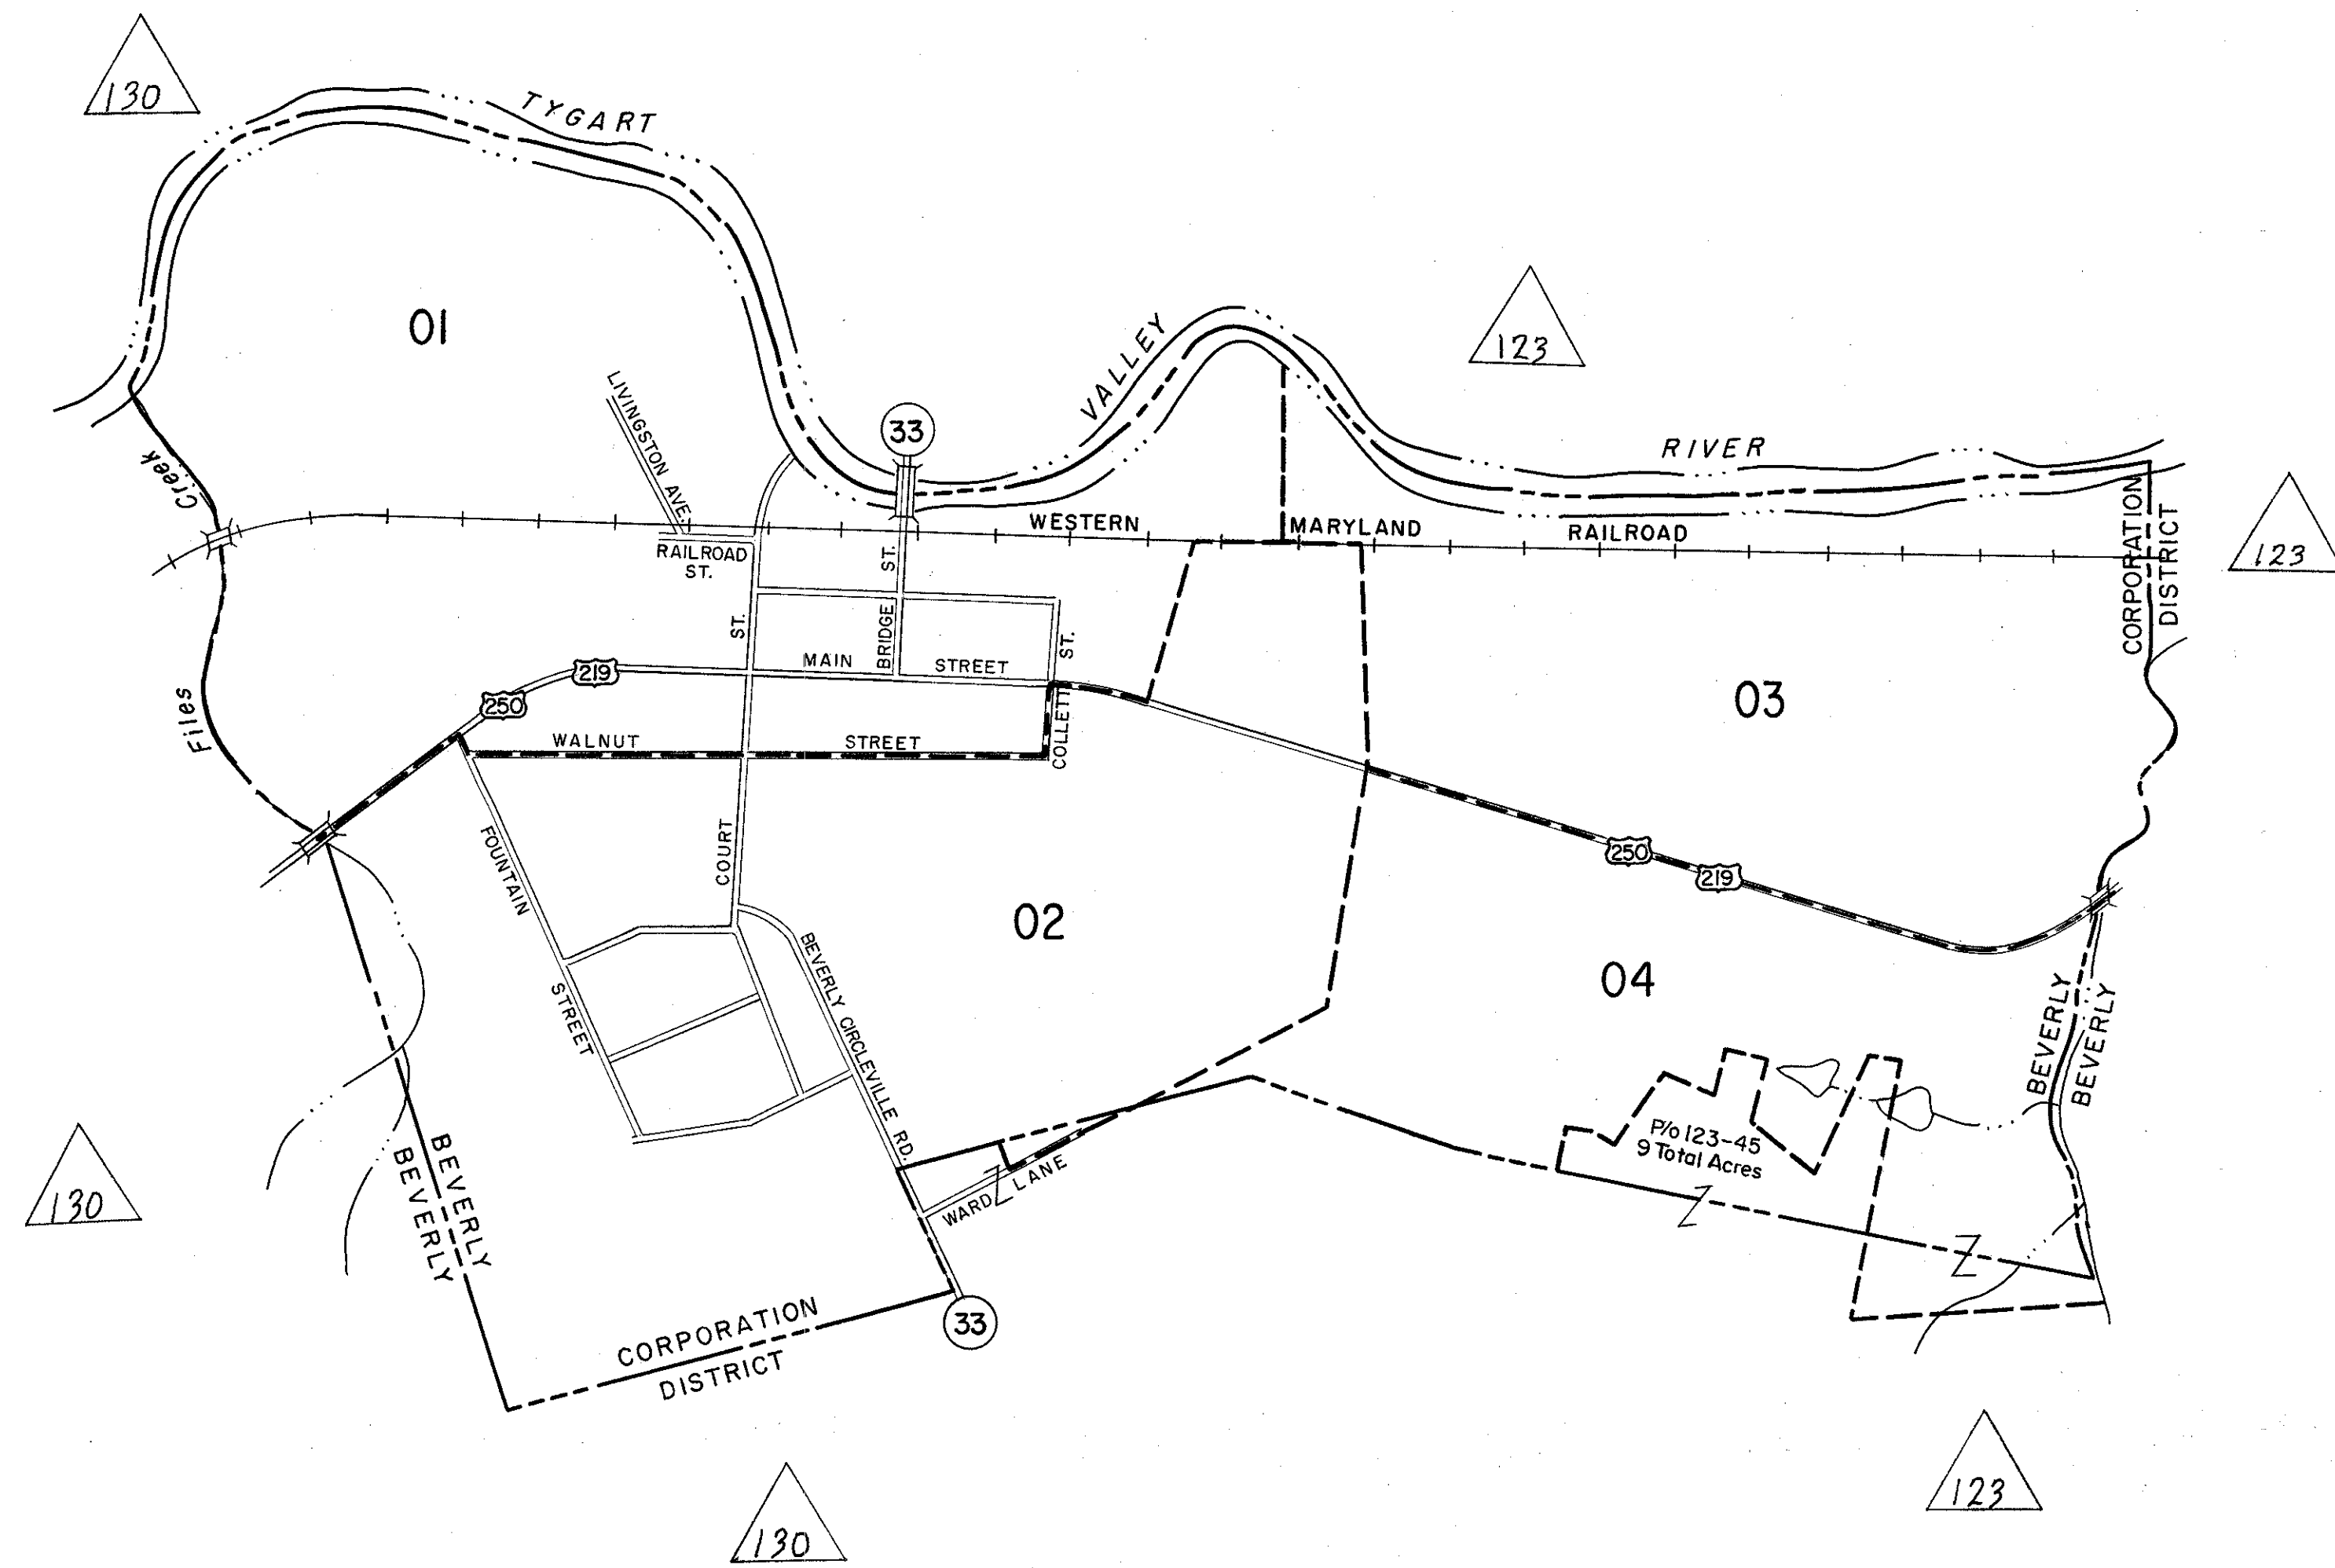 130
TYGART
01
123
VALLEY
LIVINGSTON AVE.
33
RIVER
Creek
CORPORATION
DISTRICT
WESTERN
MARYLAND
RAILROAD
123
RAILROAD
ST.
ST.
ST.
BRIDGE
ST.
MAIN
STREET
219
250
Files
03
COLLETT
WALNUT
STREET
FOUNTAIN
COURT
250
219
02
BEVERLY CIRCLEVILLE RD.
04
STREET
BEVERLY
BEVERLY
P/o 123-45
9 Total Acres
130
BEVERLY
BEVERLY
WARD LANE
Z
Z
Z
CORPORATION
DISTRICT
33
123
130